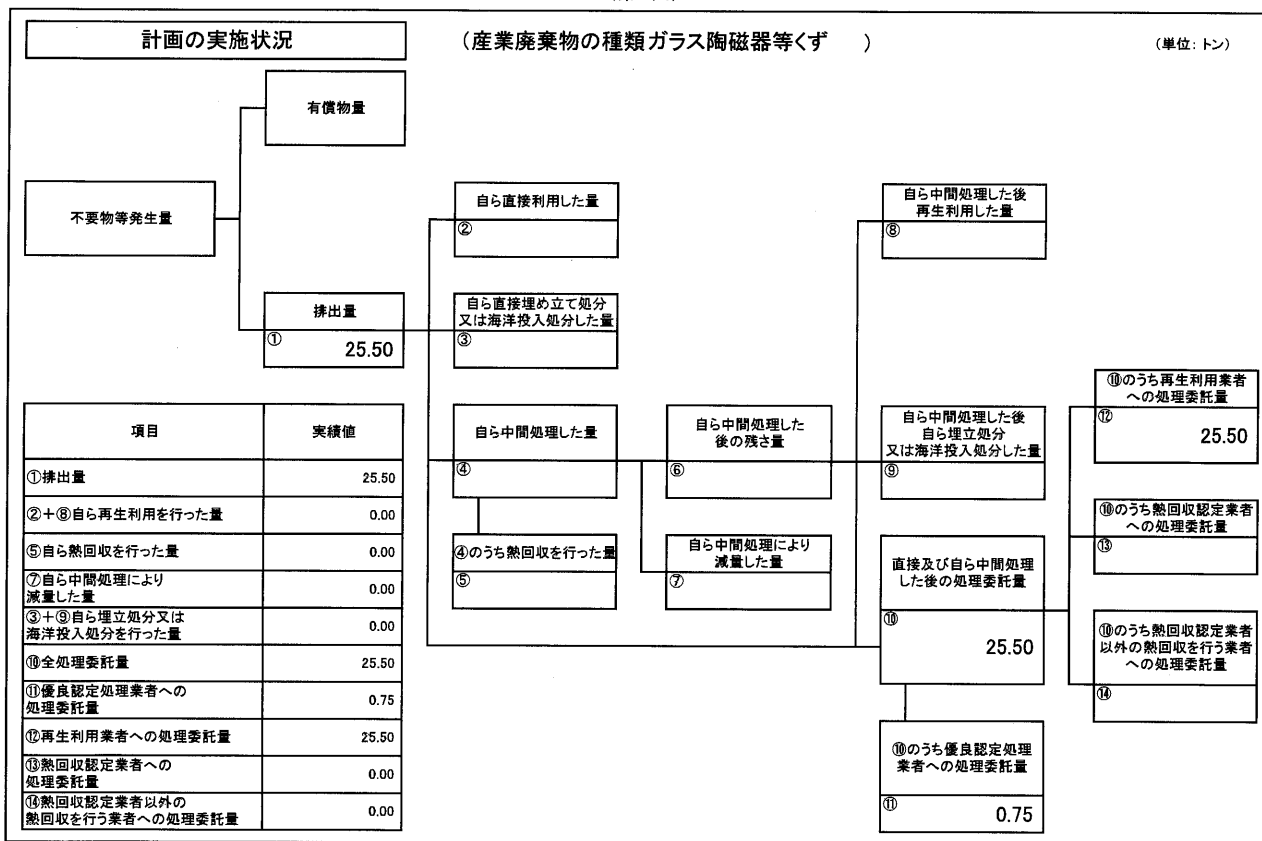 計画の実施状況
(産業廃棄物の種類ガラス陶磁器等くず )
(単位:トン)
有償物量
不要物等発生量
排出量
①
25.50
自ら直接利用した量
②
自ら直接埋め立て処分
又は海洋投入処分した量
③
自ら中間処理した後
再生利用した量
⑧
項目 実績値
①排出量 25.50
②+⑧自ら再生利用を行った量 0.00
⑤自ら熱回収を行った量 0.00
⑦自ら中間処理により
減量した量 0.00
③+⑨自ら埋立処分又は
海洋投入処分を行った量 0.00
⑩全処理委託量 25.50
⑪優良認定処理業者への
処理委託量 0.75
⑫再生利用業者への処理委託量 25.50
⑬熱回収認定業者への
処理委託量 0.00
⑭熱回収認定業者以外の
熱回収を行う業者への処理委託量 0.00
自ら中間処理した量
④
④のうち熱回収を行った量
⑤
自ら中間処理した
後の残さ量
⑥
自ら中間処理により
減量した量
⑦
自ら中間処理した後
自ら埋立処分
又は海洋投入処分した量
⑨
直接及び自ら中間処理
した後の処理委託量
⑩
25.50
⑩のうち優良認定処理
業者への処理委託量
⑪
0.75
⑩のうち再生利用業者
への処理委託量
⑫
25.50
⑩のうち熱回収認定業者
への処理委託量
⑬
⑩のうち熱回収認定業者
以外の熱回収を行う業者
への処理委託量
⑭